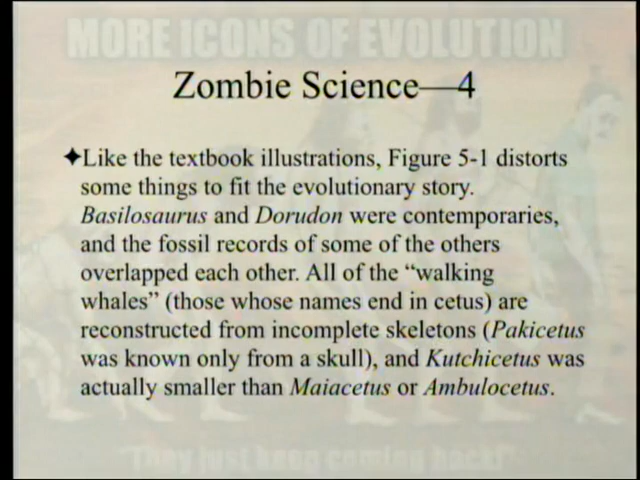 MORE ICONS OF EVOLUTION
Zombie Science—4
✦Like the textbook illustrations, Figure 5-1 distorts
some things to fit the evolutionary story.
Basilosaurus and Dorudon were contemporaries,
and the fossil records of some of the others
overlapped each other. All of the “walking
whales” (those whose names end in cetus) are
reconstructed from incomplete skeletons (Pakicetus
was known only from a skull), and Kutchicetus was
actually smaller than Maiacetus or Ambulocetus.
"They just keep coming back!"